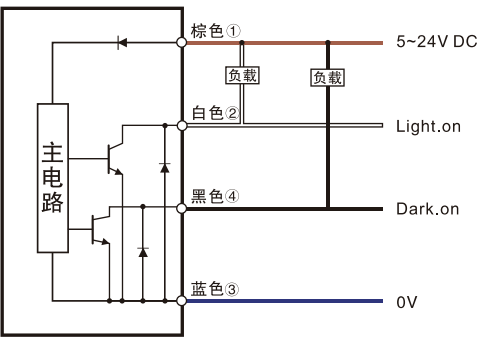 棕色①
5~24V DC
负载
负载
白色②
Light.on
主电路
黑色④
Dark.on
蓝色③
0V